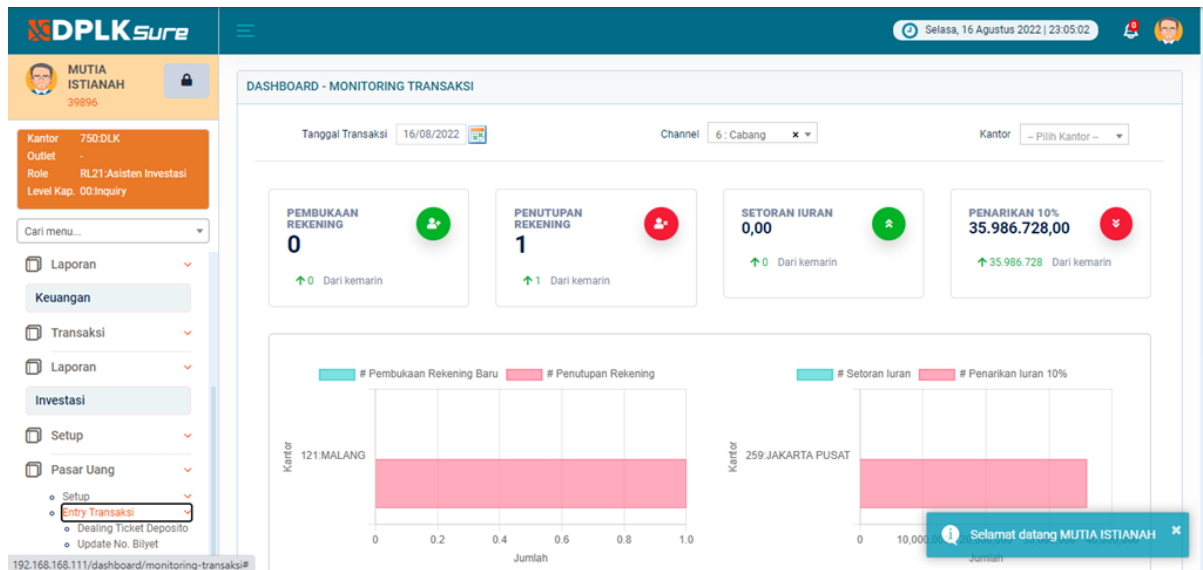 DPLKSure
Selasa, 16 Agustus 2022 | 23:05:02
MUTIA
ISTIANAH
39896
Kantor 750:DLK
Outlet -
Role RL21:Asisten Investasi
Level Kap. 00:Inquiry
Cari menu...
Laporan
Keuangan
Transaksi
Laporan
Investasi
Setup
Pasar Uang
Setup
Entry Transaksi
Dealing Ticket Deposito
Update No. Bilyet
192.168.168.111/dashboard/monitoring-transaksi#
DASHBOARD - MONITORING TRANSAKSI
Tanggal Transaksi 16/08/2022
Channel 6 : Cabang x
Kantor -- Pilih Kantor --
PEMBUKAAN
REKENING
0
0 Dari kemarin
PENUTUPAN
REKENING
1
1 Dari kemarin
SETORAN IURAN
0,00
0 Dari kemarin
PENARIKAN 10%
35.986.728,00
35.986.728 Dari kemarin
# Pembukaan Rekening Baru # Penutupan Rekening
Kantor
121:MALANG
0 0.2 0.4 0.6 0.8 1.0
Jumlah
# Setoran Iuran # Penarikan Iuran 10%
Kantor
259:JAKARTA PUSAT
0
Jumlah
Selamat datang MUTIA ISTIANAH ×